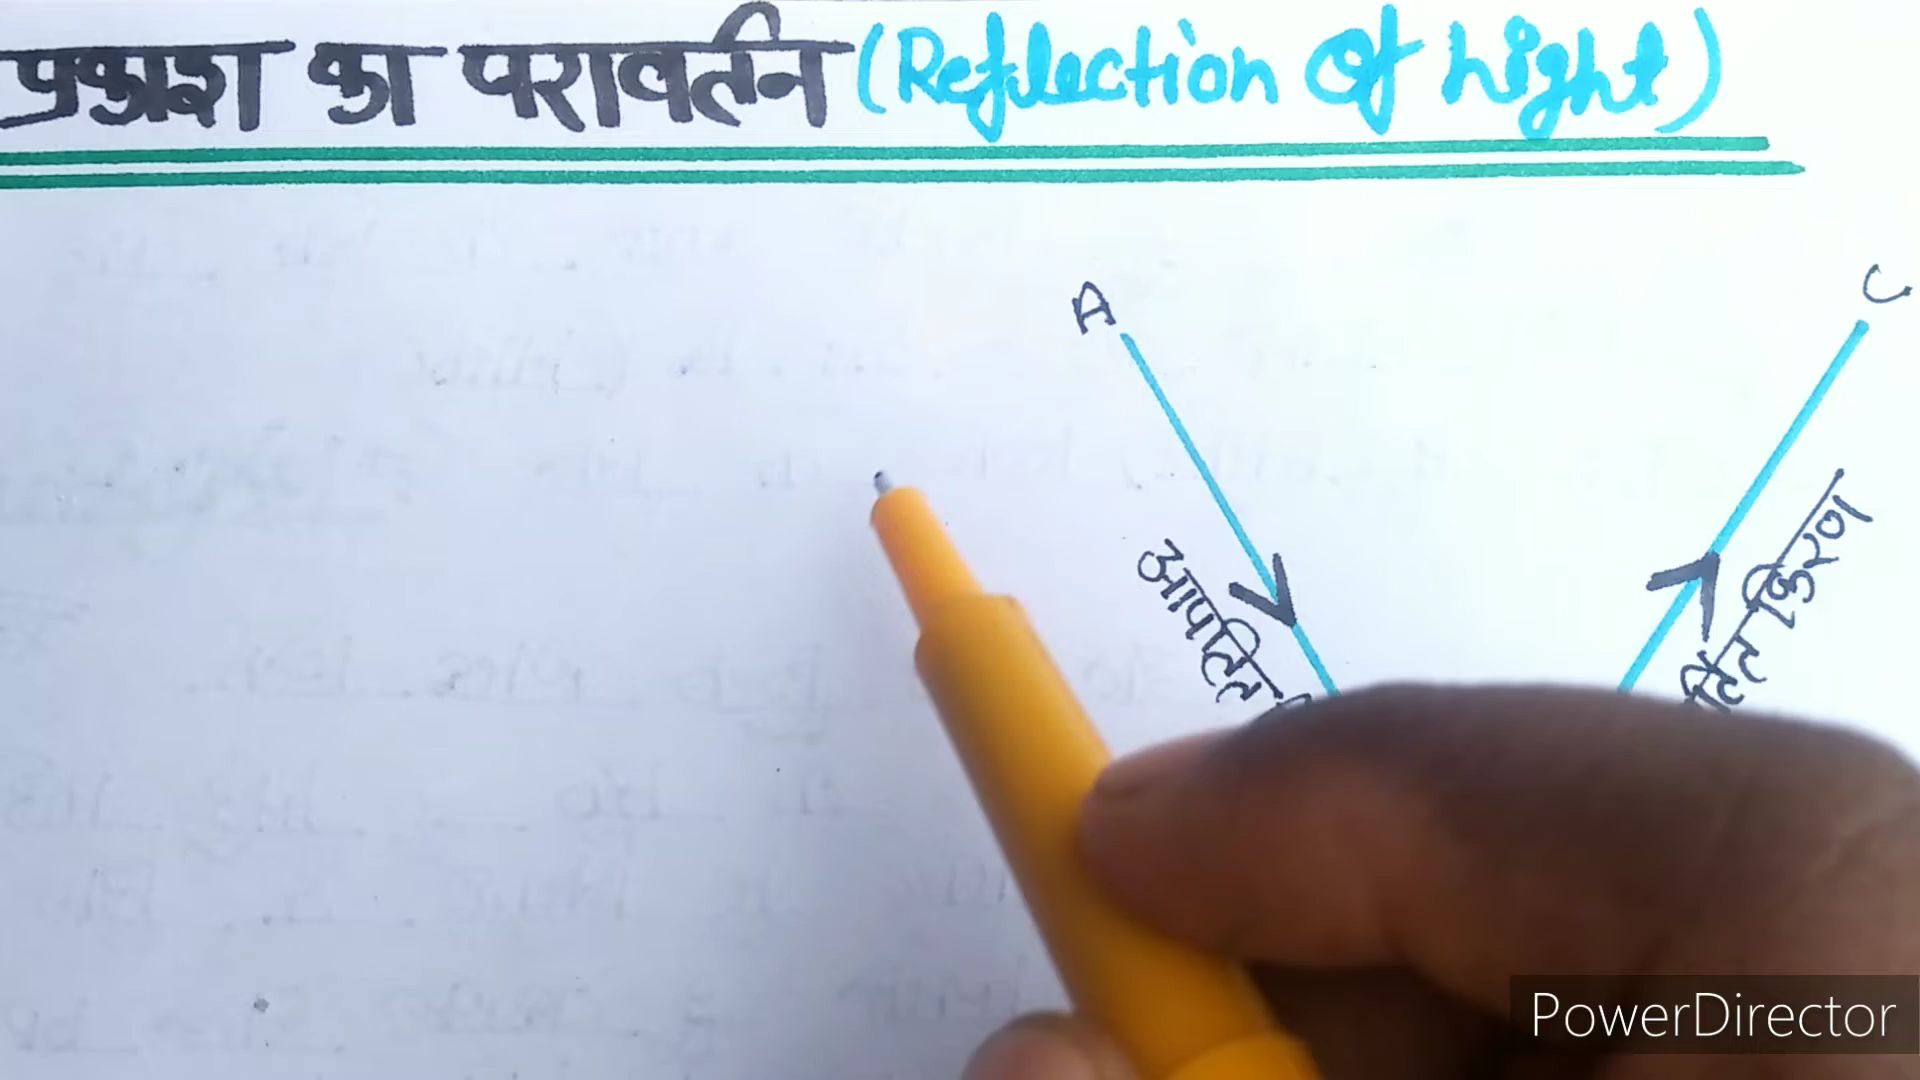 प्रकाश का परावर्तन (Reflection Of Light)
A
C
आपतित
किरण
PowerDirector